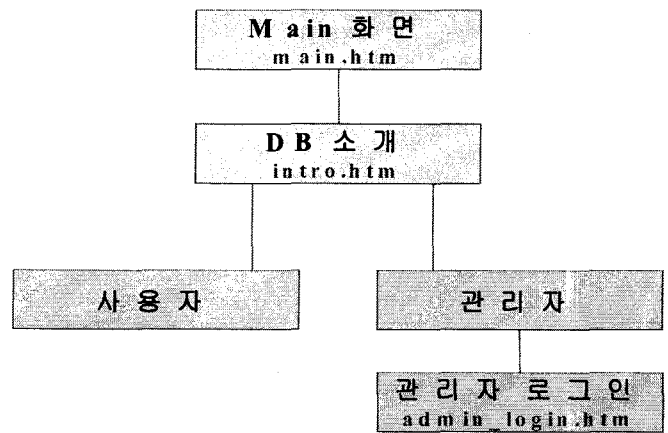 Main 화면
main.htm
DB 소개
intro.htm
사용자
관리자
관리자 로그인
admin_login.htm